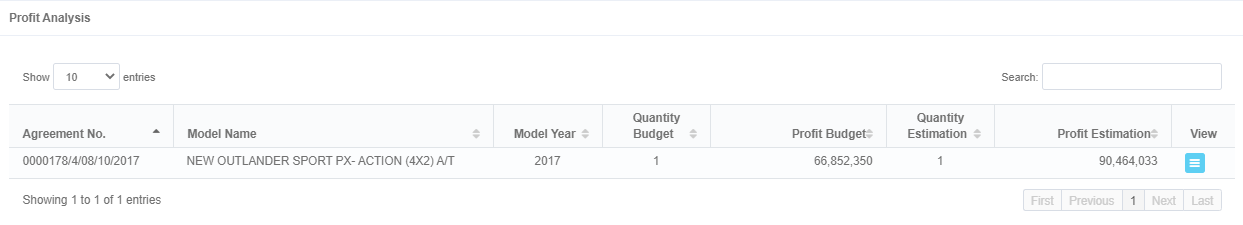 Profit Analysis
Show 10 entries
Search:
Agreement No. Model Name Model Year Quantity Budget Profit Budget Quantity Estimation Profit Estimation View
0000178/4/08/10/2017 NEW OUTLANDER SPORT PX- ACTION (4X2) A/T 2017 1 66,852,350 1 90,464,033
Showing 1 to 1 of 1 entries
First Previous 1 Next Last